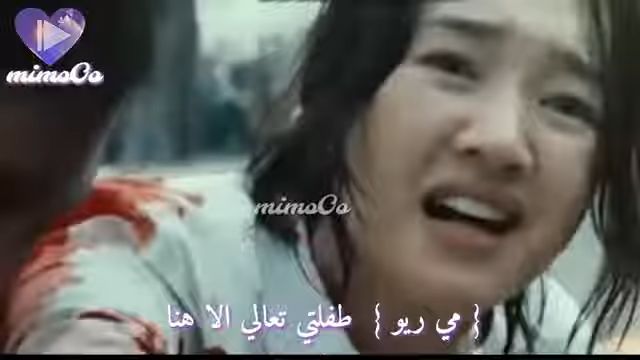 mimoCo
mimoCo
{ مي ريو } طفلتي تعالي الا هنا